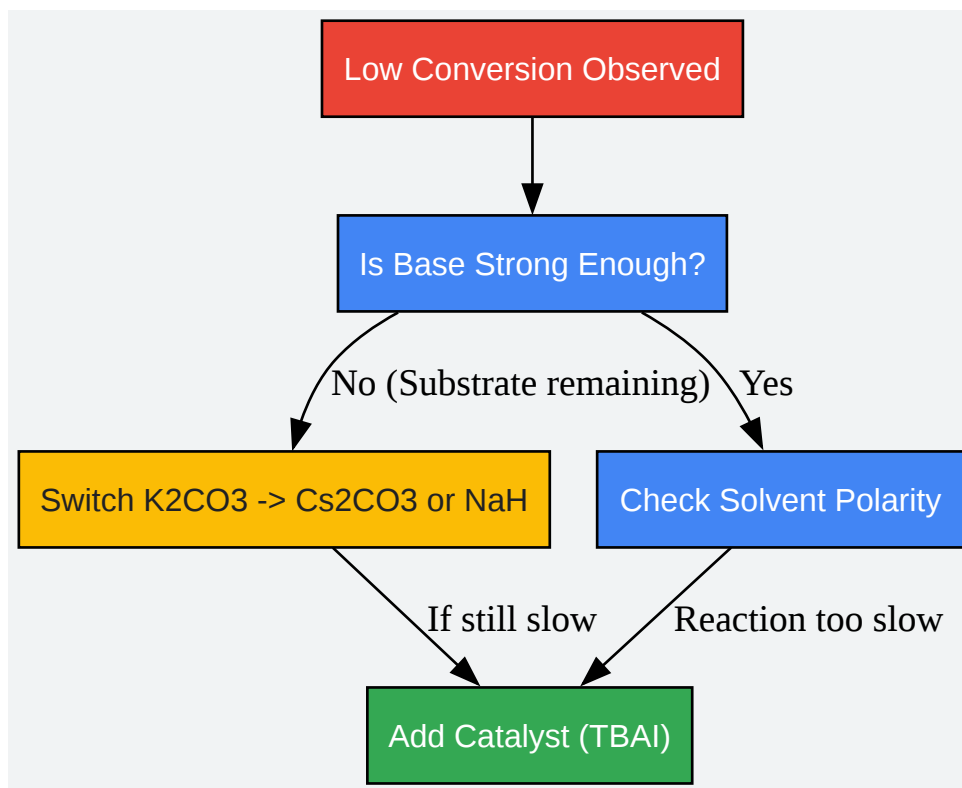 Low Conversion Observed
Is Base Strong Enough?
No (Substrate remaining)
Yes
Switch K2CO3 -> Cs2CO3 or NaH
Check Solvent Polarity
If still slow
Reaction too slow
Add Catalyst (TBAI)